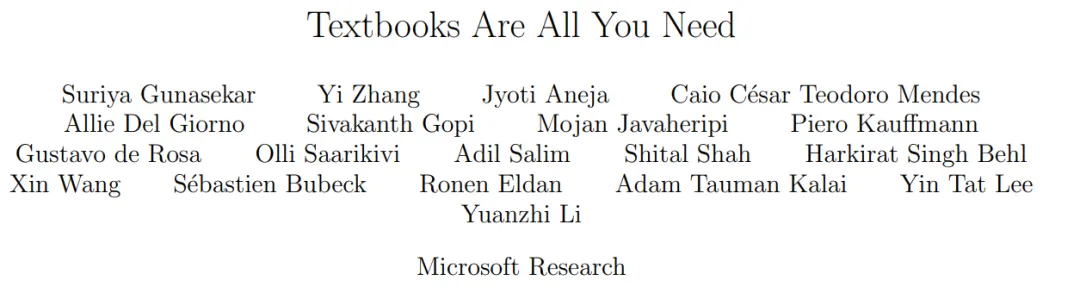 Textbooks Are All You Need
Suriya Gunasekar Yi Zhang Jyoti Aneja Caio César Teodoro Mendes
Allie Del Giorno Sivakanth Gopi Mojan Javaheripi Piero Kauffmann
Gustavo de Rosa Olli Saarikivi Adil Salim Shital Shah Harkirat Singh Behl
Xin Wang Sébastien Bubeck Ronen Eldan Adam Tauman Kalai Yin Tat Lee
Yuanzhi Li
Microsoft Research